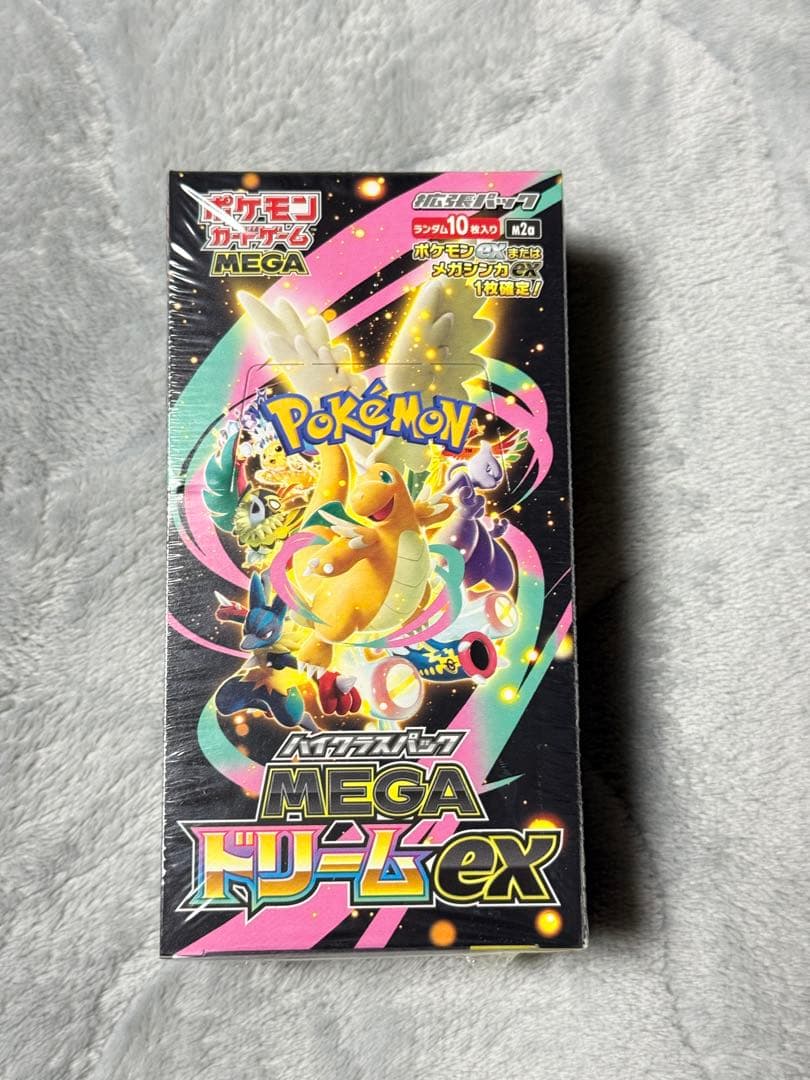 ポケモン
カードゲーム
MEGA
拡張パック
ランダム10枚入り
M2a
ポケモンexまたは
メガシンカex
1枚確定!
POKéMON
TM
ハイクラスパック
MEGA
ドリームex